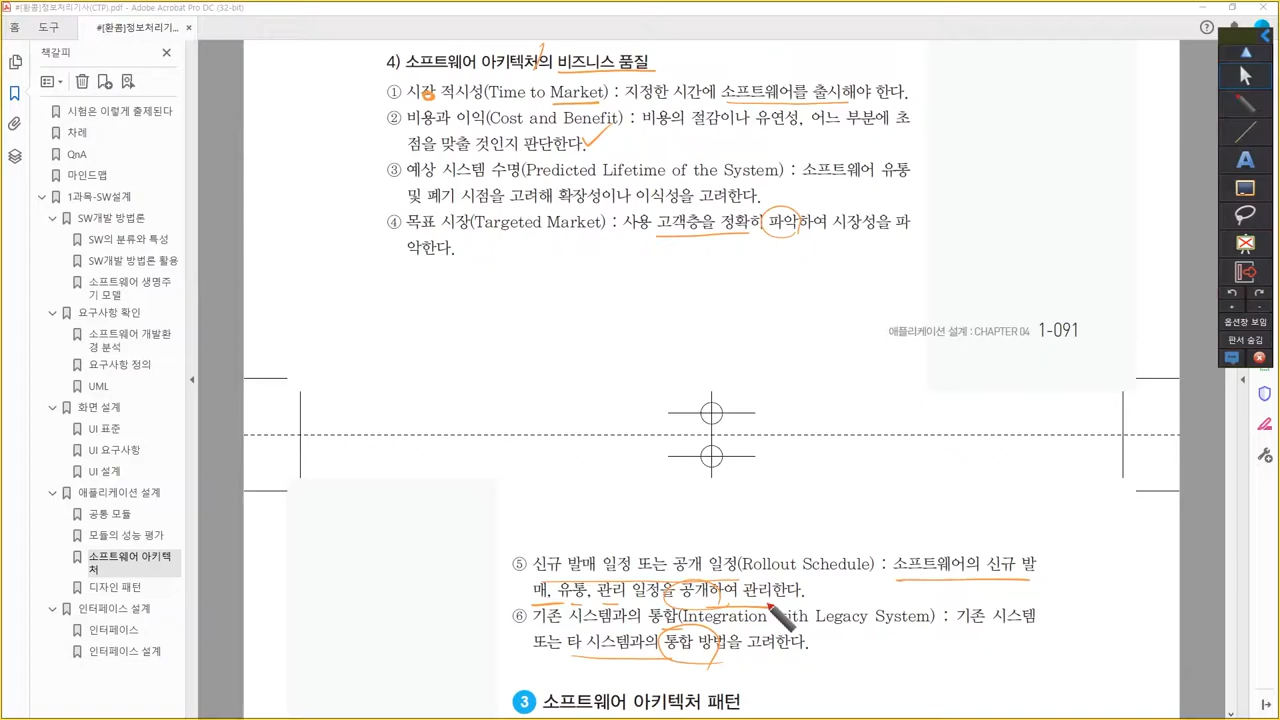 #[환콤]정보처리기사(CTP).pdf - Adobe Acrobat Pro DC (32-bit)
홈 도구 #[환콤]정보처리기... ×
책갈피
시험은 이렇게 출제된다
차례
QnA
마인드맵
1과목-SW설계
SW개발 방법론
SW의 분류와 특성
SW개발 방법론 활용
소프트웨어 생명주
기 모델
요구사항 확인
소프트웨어 개발환
경 분석
요구사항 정의
UML
화면 설계
UI 표준
UI 요구사항
UI 설계
애플리케이션 설계
공통 모듈
모듈의 성능 평가
소프트웨어 아키텍
처
디자인 패턴
인터페이스 설계
인터페이스
인터페이스 설계
4) 소프트웨어 아키텍처의 비즈니스 품질
① 시장 적시성(Time to Market) : 지정한 시간에 소프트웨어를 출시해야 한다.
② 비용과 이익(Cost and Benefit) : 비용의 절감이나 유연성, 어느 부분에 초
점을 맞출 것인지 판단한다.
③ 예상 시스템 수명(Predicted Lifetime of the System) : 소프트웨어 유통
및 폐기 시점을 고려해 확장성이나 이식성을 고려한다.
④ 목표 시장(Targeted Market) : 사용 고객층을 정확히 파악하여 시장성을 파
악한다.
애플리케이션 설계 : CHAPTER 04 1-091
⑤ 신규 발매 일정 또는 공개 일정(Rollout Schedule) : 소프트웨어의 신규 발
매, 유통, 관리 일정을 공개하여 관리한다.
⑥ 기존 시스템과의 통합(Integration with Legacy System) : 기존 시스템
또는 타 시스템과의 통합 방법을 고려한다.
3 소프트웨어 아키텍처 패턴
A
옵션창 보임
판서 숨김